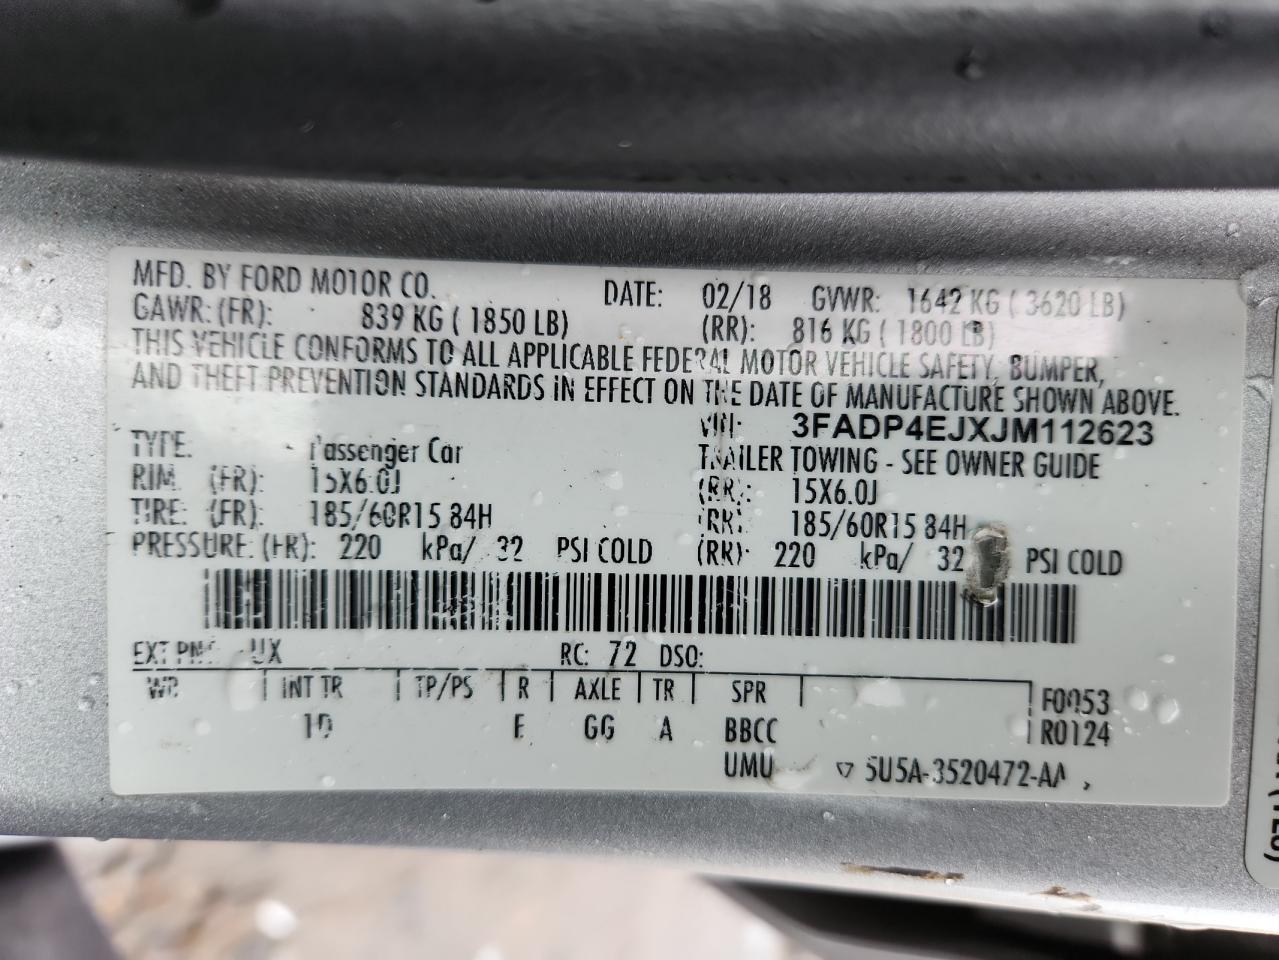 MFD. BY FORD MOTOR CO. DATE: 02/18 GVWR: 1642 KG ( 3620 LB)
GAWR: (FR): 839 KG ( 1850 LB) (RR): 816 KG ( 1800 LB)
THIS VEHICLE CONFORMS TO ALL APPLICABLE FEDERAL MOTOR VEHICLE SAFETY, BUMPER,
AND THEFT PREVENTION STANDARDS IN EFFECT ON THE DATE OF MANUFACTURE SHOWN ABOVE.
VIN: 3FADP4EJXJM112623
TYPE: Passenger Car TRAILER TOWING - SEE OWNER GUIDE
RIM (FR): 15X6.0J (RR): 15X6.0J
TIRE: (FR): 185/60R15 84H (RR) 185/60R15 84H
PRESSURE: (FR): 220 kPa/ 32 PSI COLD (RR): 220 kPa/ 32 PSI COLD
EXT PNT: UX RC: 72 DSO:
WB INT TR TP/PS R AXLE TR SPR F0053
10 E GG A BBCC R0124
UMU ▽ 5U5A-3520472-AA ,